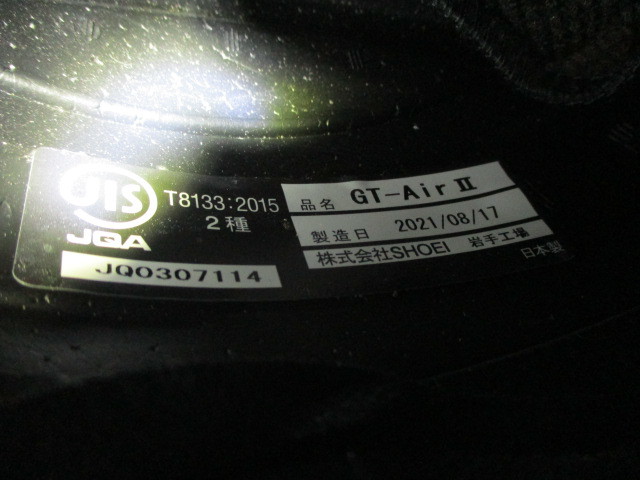 JIS
JQA
T8133:2015
2種
JQ0307114
品名 GT-Air II
製造日 2021/08/17
株式会社SHOEI 岩手工場
日本製